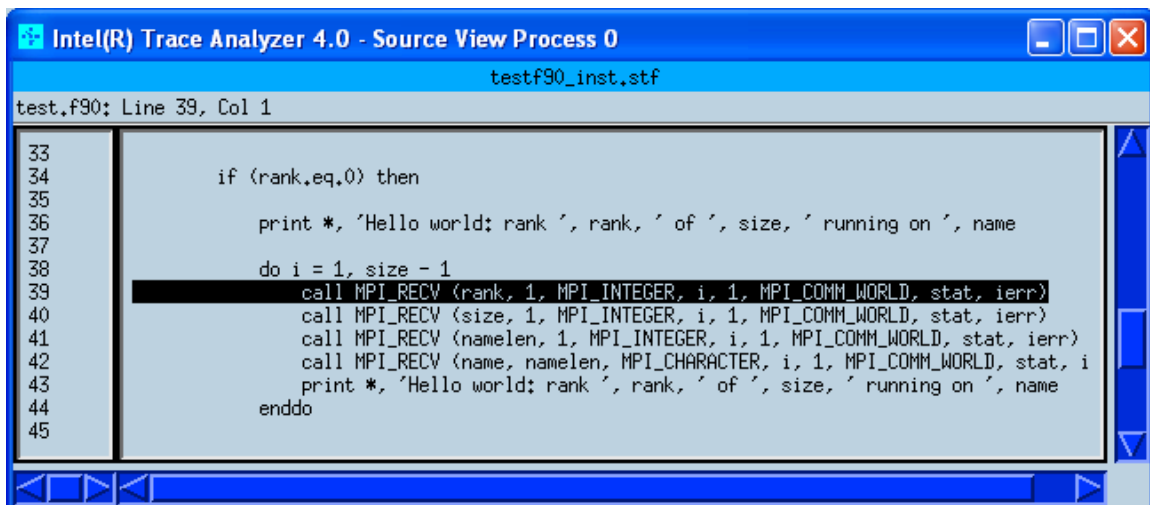 Intel(R) Trace Analyzer 4.0 - Source View Process 0
testf90_inst.stf
test.f90: Line 39, Col 1
33
34 if (rank.eq.0) then
35
36 print *, 'Hello world: rank ', rank, ' of ', size, ' running on ', name
37
38 do i = 1, size - 1
39 call MPI_RECV (rank, 1, MPI_INTEGER, i, 1, MPI_COMM_WORLD, stat, ierr)
40 call MPI_RECV (size, 1, MPI_INTEGER, i, 1, MPI_COMM_WORLD, stat, ierr)
41 call MPI_RECV (namelen, 1, MPI_INTEGER, i, 1, MPI_COMM_WORLD, stat, ierr)
42 call MPI_RECV (name, namelen, MPI_CHARACTER, i, 1, MPI_COMM_WORLD, stat, i
43 print *, 'Hello world: rank ', rank, ' of ', size, ' running on ', name
44 enddo
45